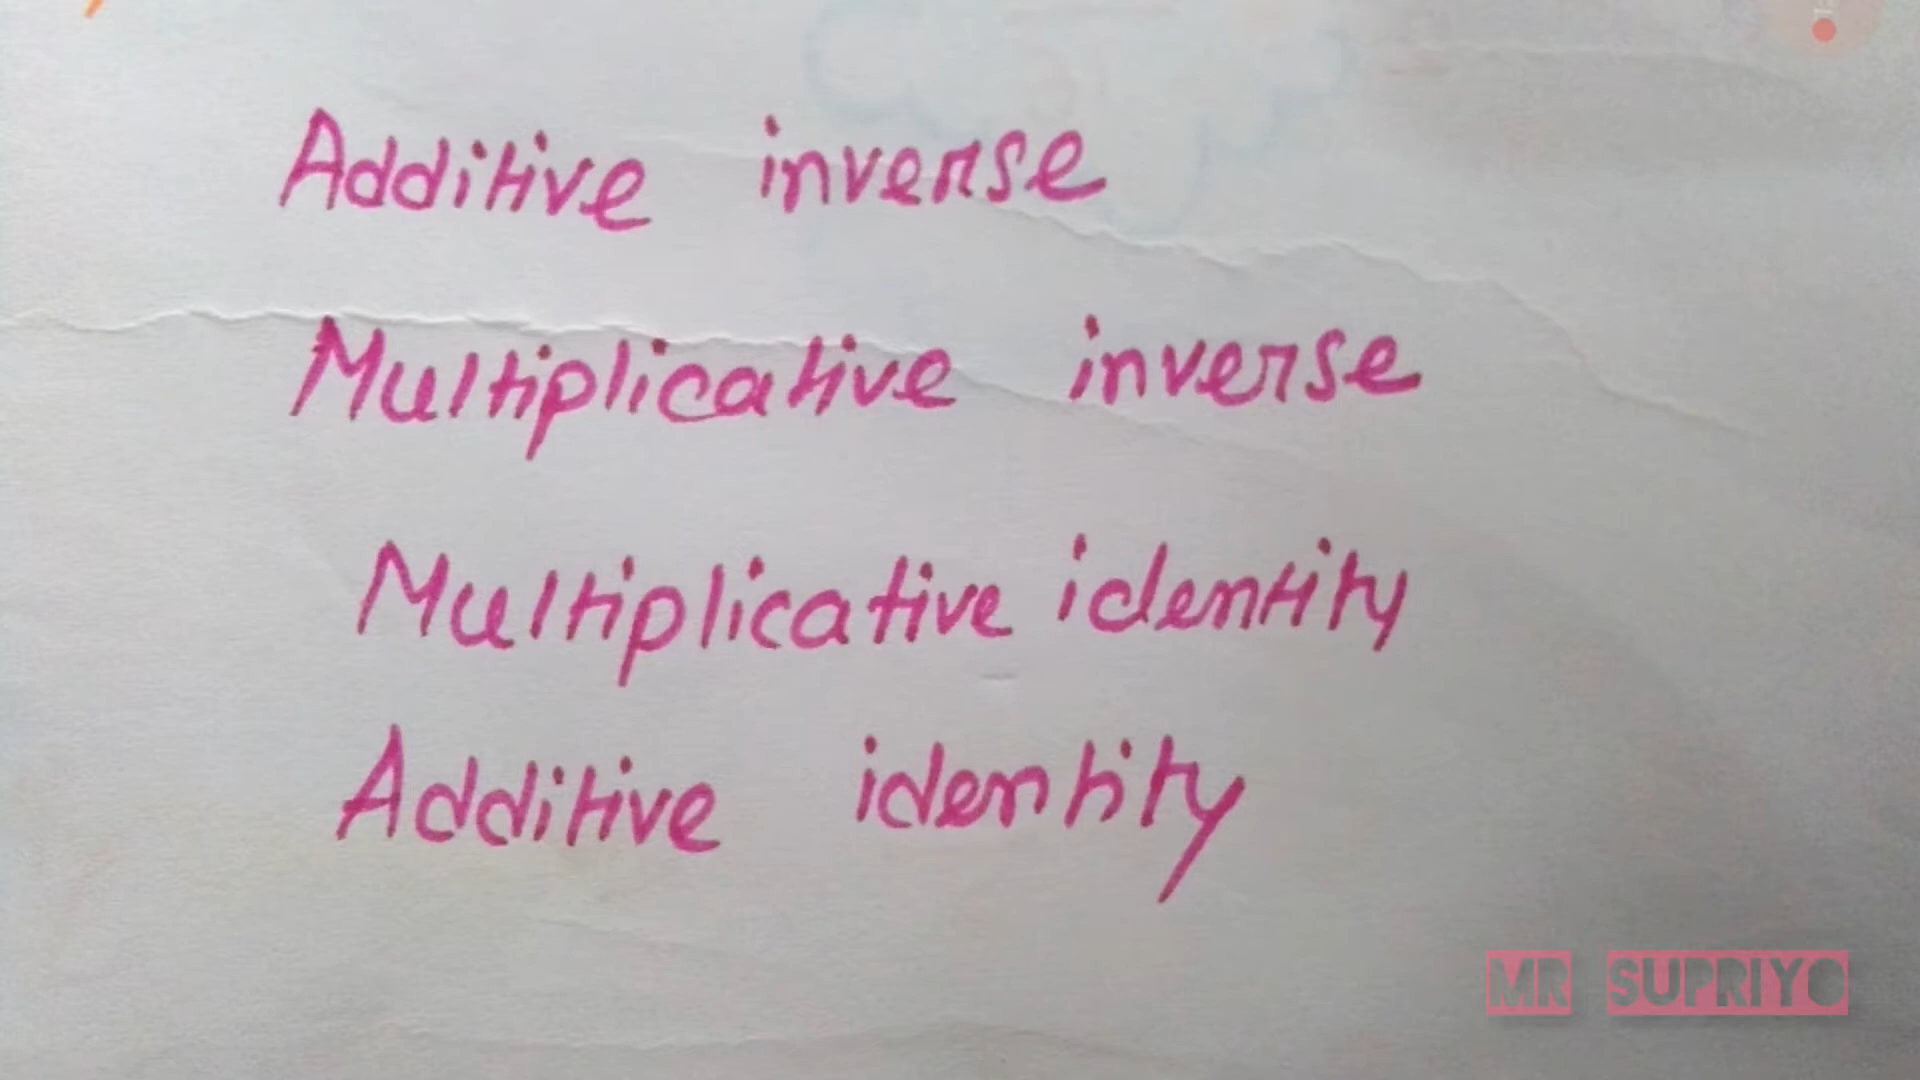 Additive inverse
Multiplicative inverse
Multiplicative identity
Additive identity
MR SUPRIYO